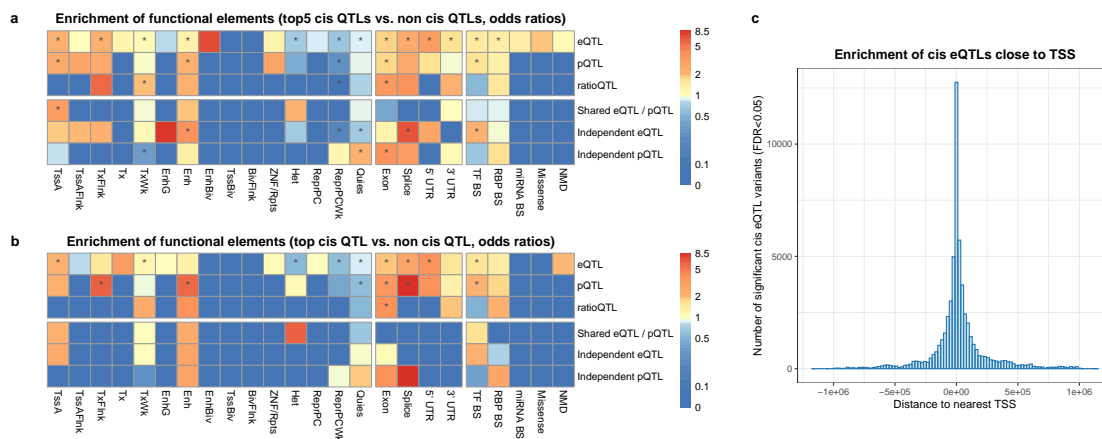 a
Enrichment of functional elements (top5 cis QTLs vs. non cis QTLs, odds ratios)
* * * * * * * * * * * * * *
eQTL
* * * * *
pQTL
* * *
ratioQTL
*
Shared eQTL / pQTL
* * * * *
Independent eQTL
* * *
Independent pQTL
8.5
5
2
1
0.5
0.1
0
TssA
TssAFlnk
TxFlnk
Tx
TxWk
EnhG
Enh
EnhBiv
TssBiv
BivFlnk
ZNF/Rpts
Het
ReprPC
ReprPCWk
Quies
Exon
Splice
5' UTR
3' UTR
TF BS
RBP BS
miRNA BS
Missense
NMD
b
Enrichment of functional elements (top cis QTL vs. non cis QTL, odds ratios)
* * * * * * * * *
eQTL
* * * * * *
pQTL
*
ratioQTL
Shared eQTL / pQTL
Independent eQTL
Independent pQTL
8.5
5
2
1
0.5
0.1
0
TssA
TssAFlnk
TxFlnk
Tx
TxWk
EnhG
Enh
EnhBiv
TssBiv
BivFlnk
ZNF/Rpts
Het
ReprPC
ReprPCWk
Quies
Exon
Splice
5' UTR
3' UTR
TF BS
RBP BS
miRNA BS
Missense
NMD
c
Enrichment of cis eQTLs close to TSS
Number of significant cis eQTL variants (FDR<0.05)
10000
5000
0
−1e+06
−5e+05
0e+00
5e+05
1e+06
Distance to nearest TSS